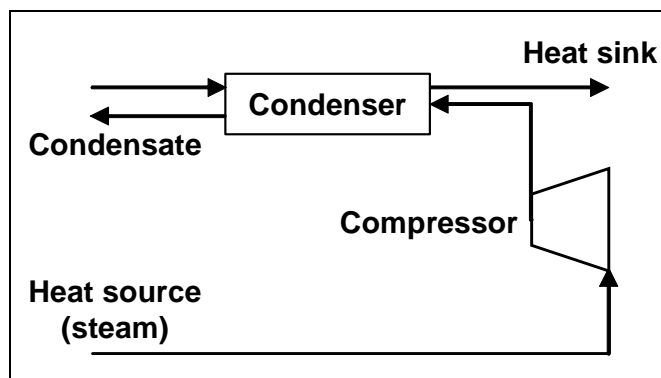 Heat sink
Condenser
Condensate
Compressor
Heat source
(steam)